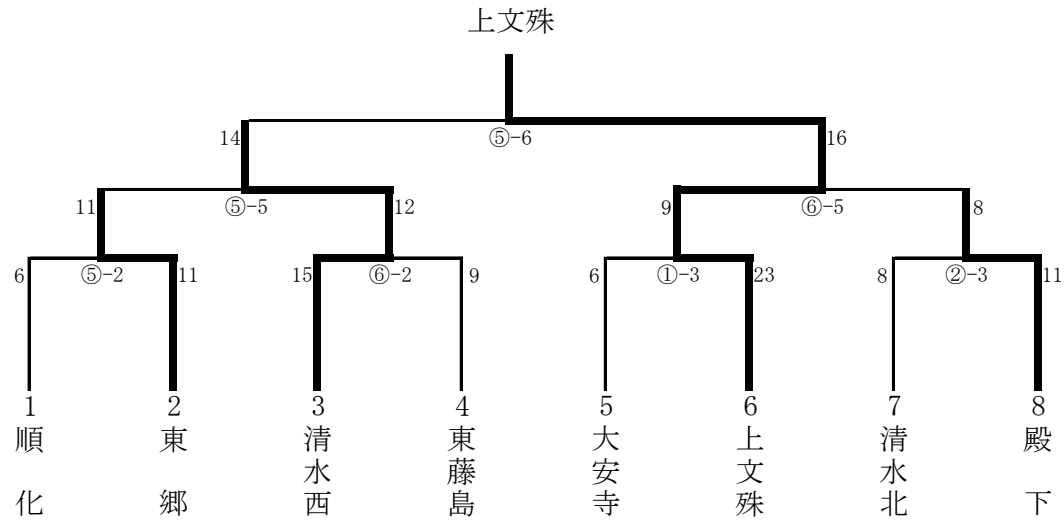 上文殊
14 ⑤-6 16
11 ⑤-5 12 9 ⑥-5 8
6 ⑤-2 11 15 ⑥-2 9 6 ①-3 23 8 ②-3 11
1 2 3 4 5 6 7 8
順化
東郷
清水西
東藤島
大安寺
上文殊
清水北
殿下